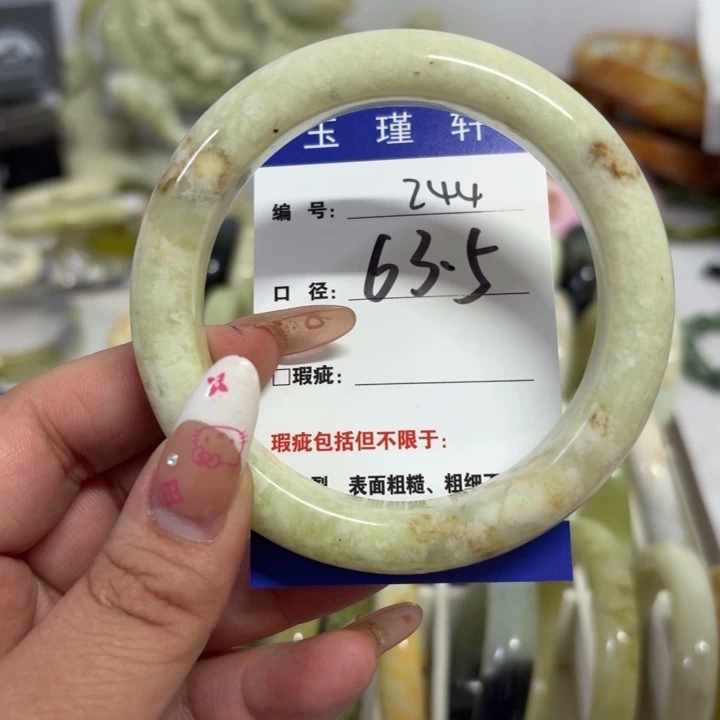 玉瑾轩
编 号: 244
口 径: 63.5
□瑕疵:
瑕疵包括但不限于:
表面粗糙、粗细